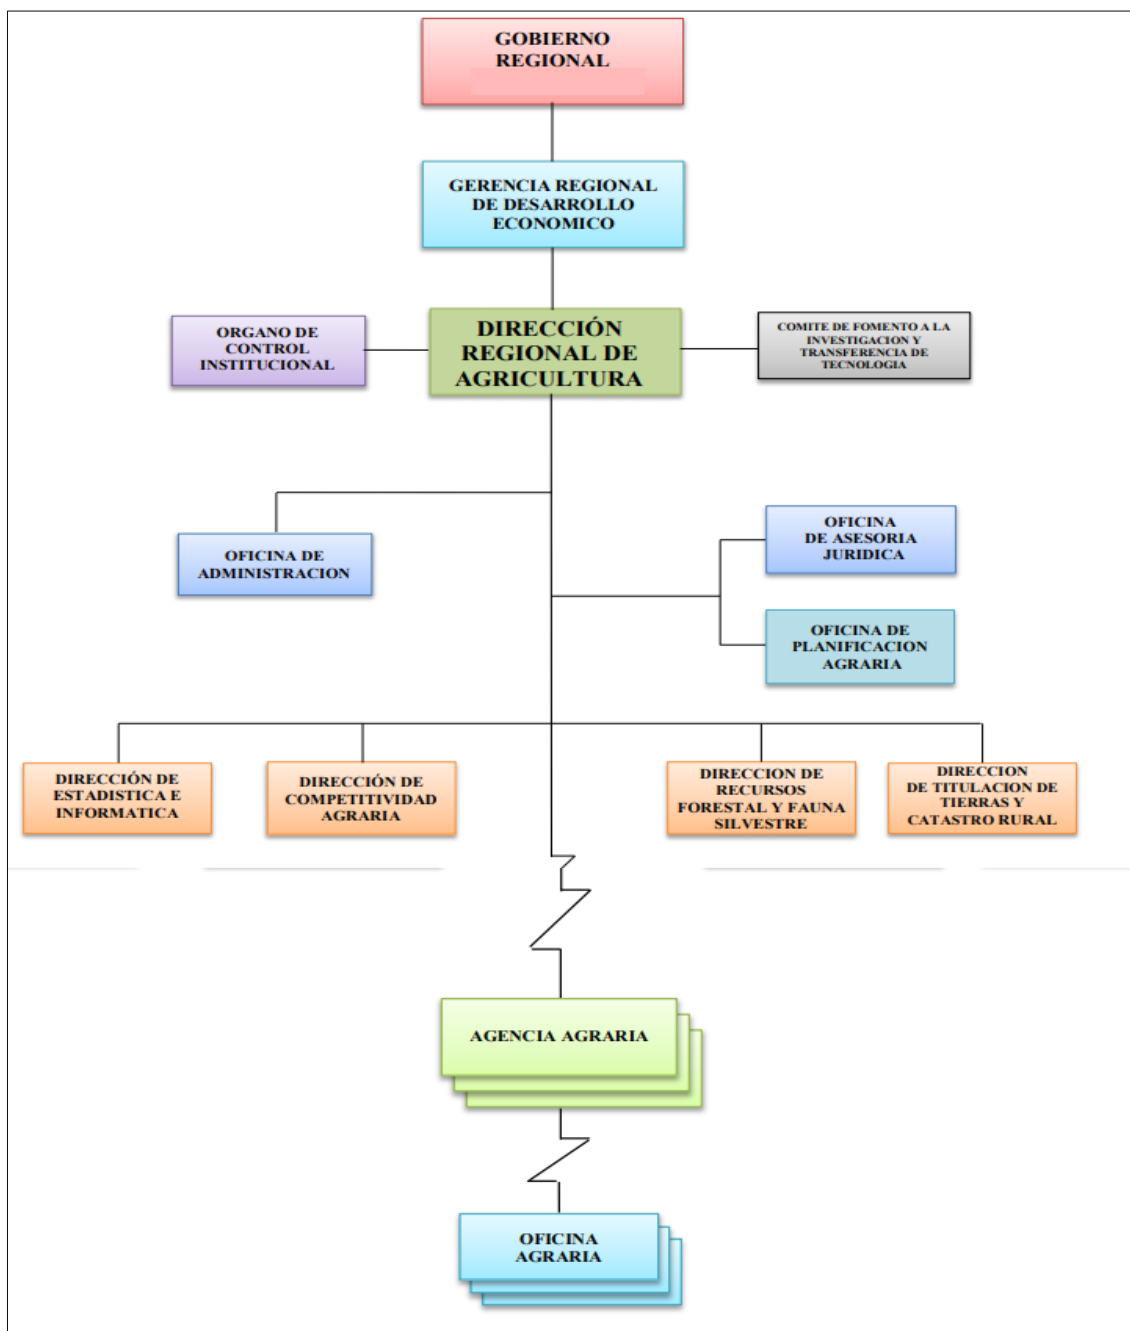 GOBIERNO
REGIONAL
GERENCIA REGIONAL
DE DESARROLLO
ECONOMICO
ORGANO DE
CONTROL
INSTITUCIONAL
DIRECCIÓN
REGIONAL DE
AGRICULTURA
COMITE DE FOMENTO A LA
INVESTIGACION Y
TRANSFERENCIA DE
TECNOLOGIA
OFICINA DE
ADMINISTRACION
OFICINA
DE ASESORIA
JURIDICA
OFICINA DE
PLANIFICACION
AGRARIA
DIRECCIÓN DE
ESTADISTICA E
INFORMATICA
DIRECCIÓN DE
COMPETITIVIDAD
AGRARIA
DIRECCION DE
RECURSOS
FORESTAL Y FAUNA
SILVESTRE
DIRECCION
DE TITULACION DE
TIERRAS Y
CATASTRO RURAL
AGENCIA AGRARIA
OFICINA
AGRARIA